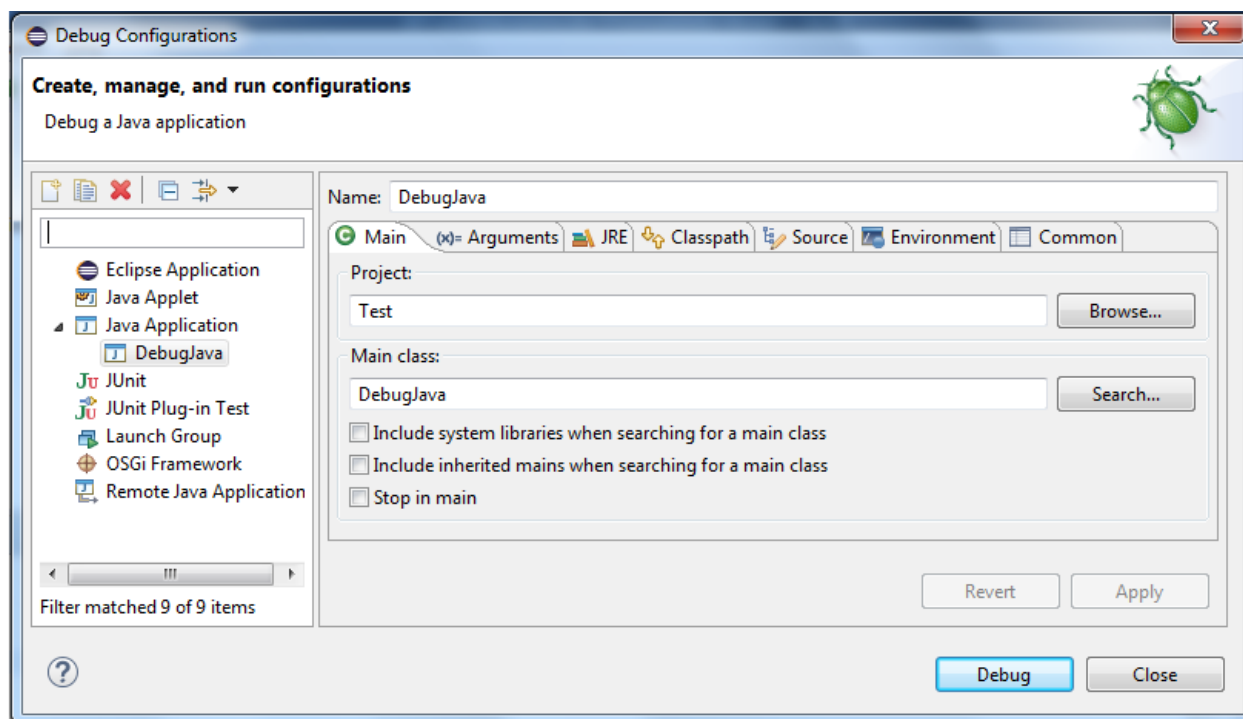 Debug Configurations
Create, manage, and run configurations
Debug a Java application
Eclipse Application
Java Applet
Java Application
DebugJava
JUnit
JUnit Plug-in Test
Launch Group
OSGi Framework
Remote Java Application
Filter matched 9 of 9 items
Name: DebugJava
Main (x)= Arguments JRE Classpath Source Environment Common
Project:
Test Browse...
Main class:
DebugJava Search...
Include system libraries when searching for a main class
Include inherited mains when searching for a main class
Stop in main
Revert Apply
Debug Close